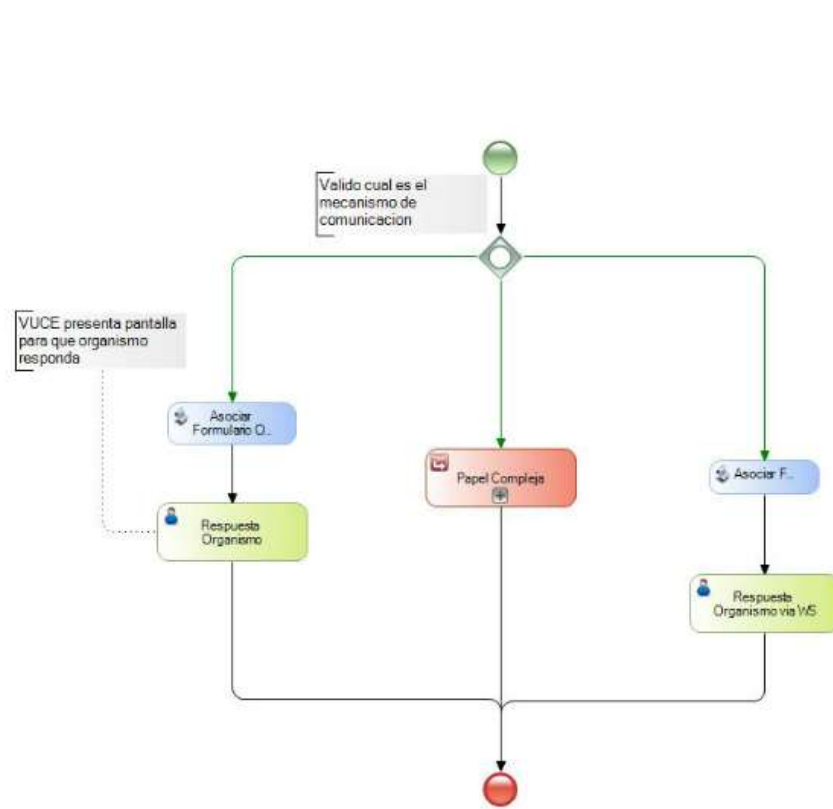 Valido cual es el
mecanismo de
comunicacion
VUCE presenta pantalla
para que organismo
responda
Asociar
Formulario O..
Papel Compleja
Asociar F...
Respuesta
Organismo
Respuesta
Organismo via WS